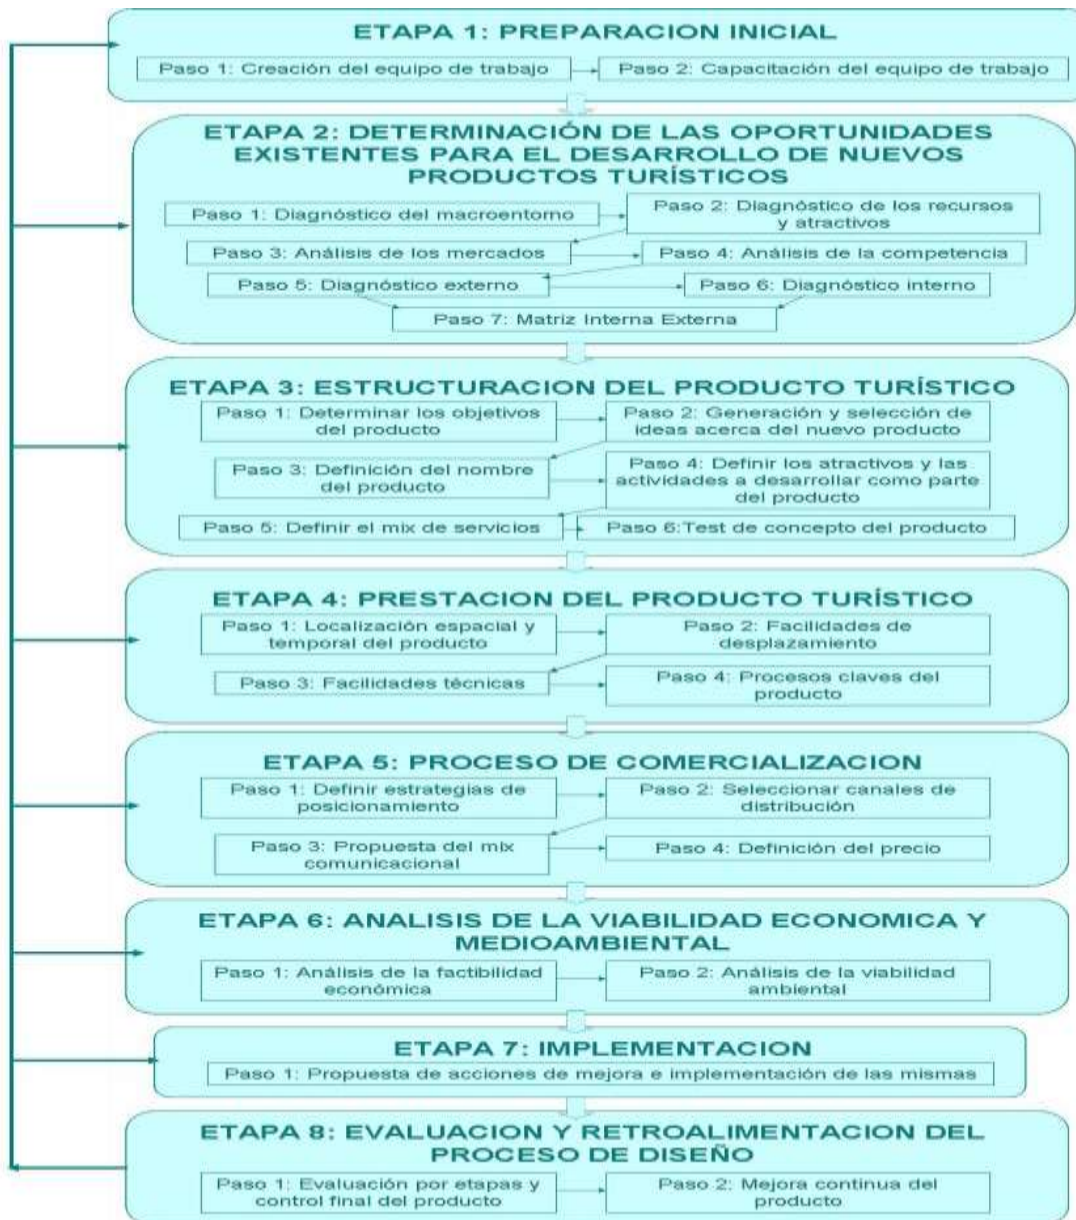 ETAPA 1: PREPARACION INICIAL
Paso 1: Creación del equipo de trabajo
Paso 2: Capacitación del equipo de trabajo
ETAPA 2: DETERMINACIÓN DE LAS OPORTUNIDADES
EXISTENTES PARA EL DESARROLLO DE NUEVOS
PRODUCTOS TURÍSTICOS
Paso 1: Diagnóstico del macroentorno
Paso 2: Diagnóstico de los recursos
y atractivos
Paso 3: Análisis de los mercados
Paso 4: Análisis de la competencia
Paso 5: Diagnóstico externo
Paso 6: Diagnóstico interno
Paso 7: Matriz Interna Externa
ETAPA 3: ESTRUCTURACION DEL PRODUCTO TURÍSTICO
Paso 1: Determinar los objetivos
del producto
Paso 2: Generación y selección de
ideas acerca del nuevo producto
Paso 3: Definición del nombre
del producto
Paso 4: Definir los atractivos y las
actividades a desarrollar como parte
del producto
Paso 5: Definir el mix de servicios
Paso 6:Test de concepto del producto
ETAPA 4: PRESTACION DEL PRODUCTO TURÍSTICO
Paso 1: Localización espacial y
temporal del producto
Paso 2: Facilidades de
desplazamiento
Paso 3: Facilidades técnicas
Paso 4: Procesos claves del
producto
ETAPA 5: PROCESO DE COMERCIALIZACION
Paso 1: Definir estrategias de
posicionamiento
Paso 2: Seleccionar canales de
distribución
Paso 3: Propuesta del mix
comunicacional
Paso 4: Definición del precio
ETAPA 6: ANALISIS DE LA VIABILIDAD ECONOMICA Y
MEDIOAMBIENTAL
Paso 1: Análisis de la factibilidad
económica
Paso 2: Análisis de la viabilidad
ambiental
ETAPA 7: IMPLEMENTACION
Paso 1: Propuesta de acciones de mejora e implementación de las mismas
ETAPA 8: EVALUACION Y RETROALIMENTACION DEL
PROCESO DE DISEÑO
Paso 1: Evaluación por etapas y
control final del producto
Paso 2: Mejora continua del
producto